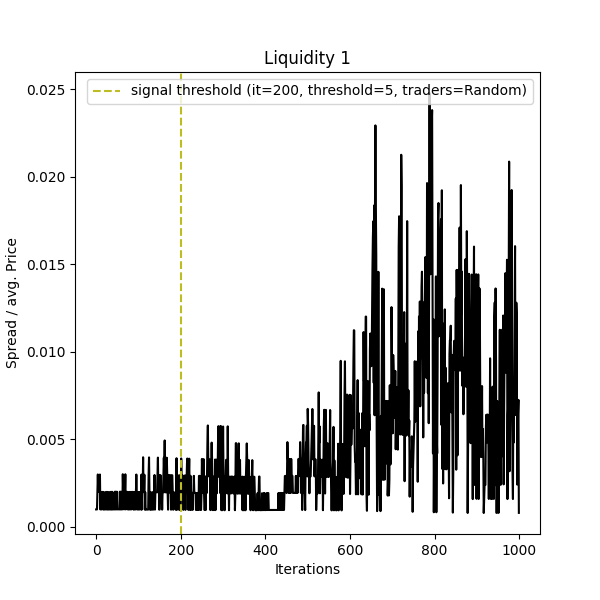 Liquidity 1
signal threshold (it=200, threshold=5, traders=Random)
0.025
0.020
0.015
0.010
0.005
0.000
Spread / avg. Price
0 200 400 600 800 1000
Iterations